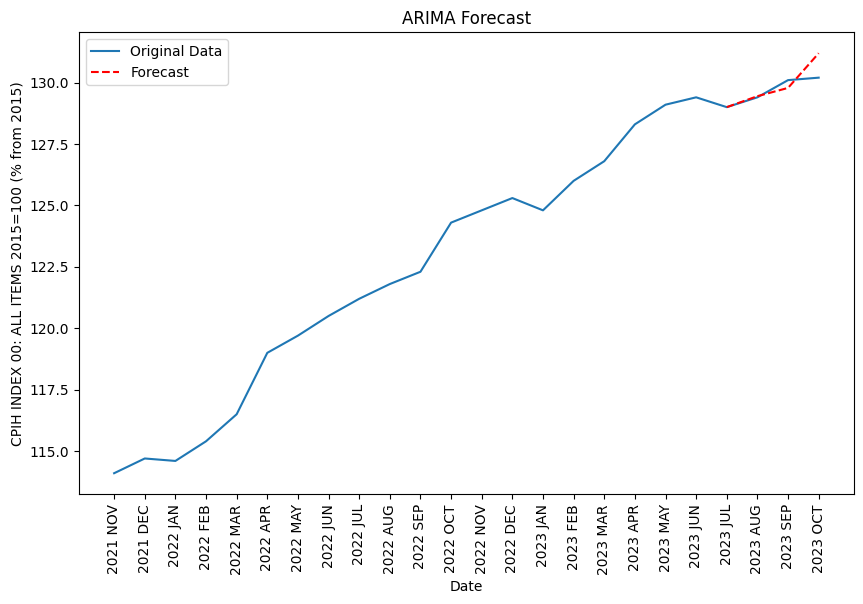 ARIMA Forecast
Original Data
Forecast
CPIH INDEX 00: ALL ITEMS 2015=100 (% from 2015)
130.0
127.5
125.0
122.5
120.0
117.5
115.0
2021 NOV
2021 DEC
2022 JAN
2022 FEB
2022 MAR
2022 APR
2022 MAY
2022 JUN
2022 JUL
2022 AUG
2022 SEP
2022 OCT
2022 NOV
2022 DEC
2023 JAN
2023 FEB
2023 MAR
2023 APR
2023 MAY
2023 JUN
2023 JUL
2023 AUG
2023 SEP
2023 OCT
Date